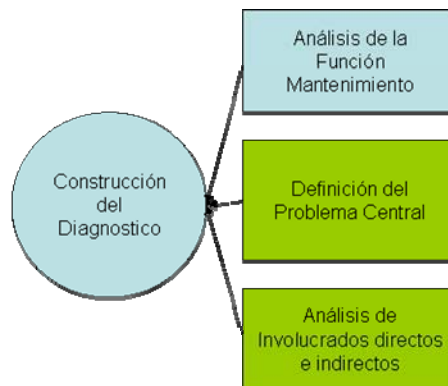 Análisis de la
Función
Mantenimiento
Construcción
del
Diagnostico
Definición del
Problema Central
Análisis de
Involucrados directos
e indirectos